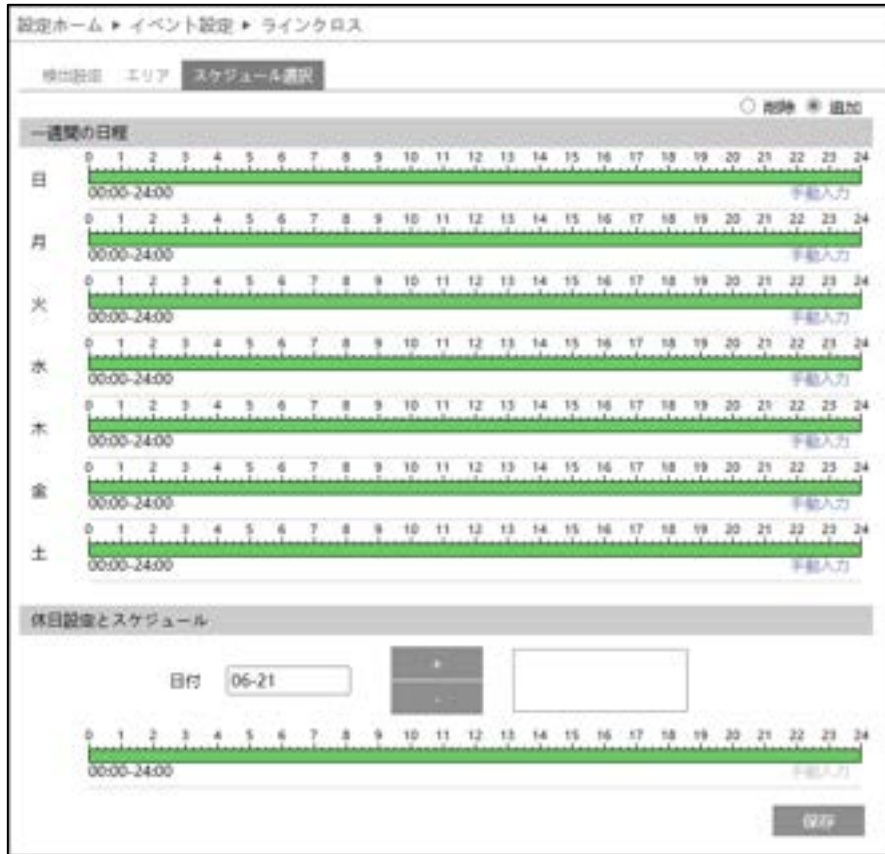 設定ホーム ▶ イベント設定 ▶ ラインクロス
検出設定 エリア スケジュール選択
削除 追加
一週間の日程
0 1 2 3 4 5 6 7 8 9 10 11 12 13 14 15 16 17 18 19 20 21 22 23 24
日
00:00-24:00 手動入力
0 1 2 3 4 5 6 7 8 9 10 11 12 13 14 15 16 17 18 19 20 21 22 23 24
月
00:00-24:00 手動入力
0 1 2 3 4 5 6 7 8 9 10 11 12 13 14 15 16 17 18 19 20 21 22 23 24
火
00:00-24:00 手動入力
0 1 2 3 4 5 6 7 8 9 10 11 12 13 14 15 16 17 18 19 20 21 22 23 24
水
00:00-24:00 手動入力
0 1 2 3 4 5 6 7 8 9 10 11 12 13 14 15 16 17 18 19 20 21 22 23 24
木
00:00-24:00 手動入力
0 1 2 3 4 5 6 7 8 9 10 11 12 13 14 15 16 17 18 19 20 21 22 23 24
金
00:00-24:00 手動入力
0 1 2 3 4 5 6 7 8 9 10 11 12 13 14 15 16 17 18 19 20 21 22 23 24
土
00:00-24:00 手動入力
休日設定とスケジュール
+
日付 06-21
-
0 1 2 3 4 5 6 7 8 9 10 11 12 13 14 15 16 17 18 19 20 21 22 23 24
00:00-24:00 手動入力
保存